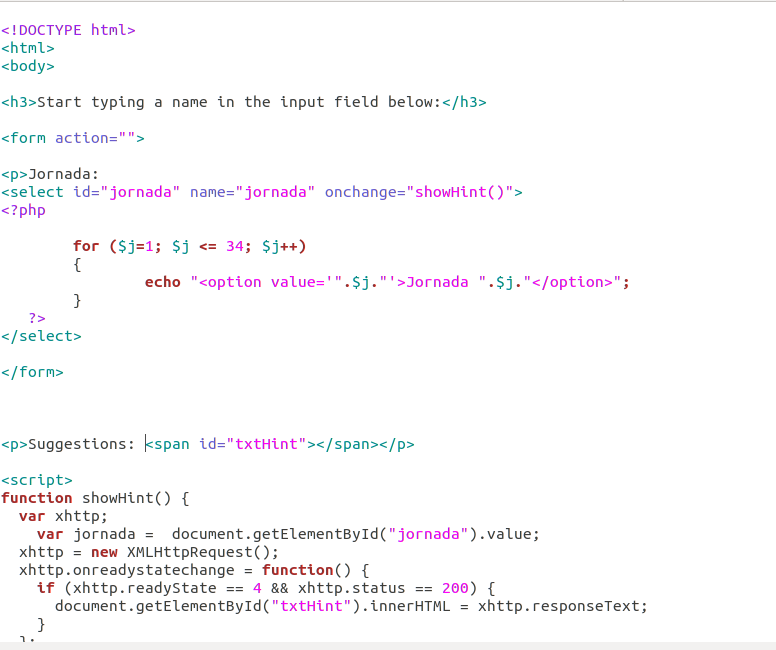 <!DOCTYPE html>
<html>
<body>
<h3>Start typing a name in the input field below:</h3>
<form action="">
<p>Jornada:
<select id="jornada" name="jornada" onchange="showHint()">
<?php
for ($j=1; $j <= 34; $j++)
{
echo "<option value='".$j."'>Jornada ".$j."</option>";
}
?>
</select>
</form>
<p>Suggestions: <span id="txtHint"></span></p>
<script>
function showHint() {
var xhttp;
var jornada =  document.getElementById("jornada").value;
xhttp = new XMLHttpRequest();
xhttp.onreadystatechange = function() {
if (xhttp.readyState == 4 && xhttp.status == 200) {
document.getElementById("txtHint").innerHTML = xhttp.responseText;
}
};